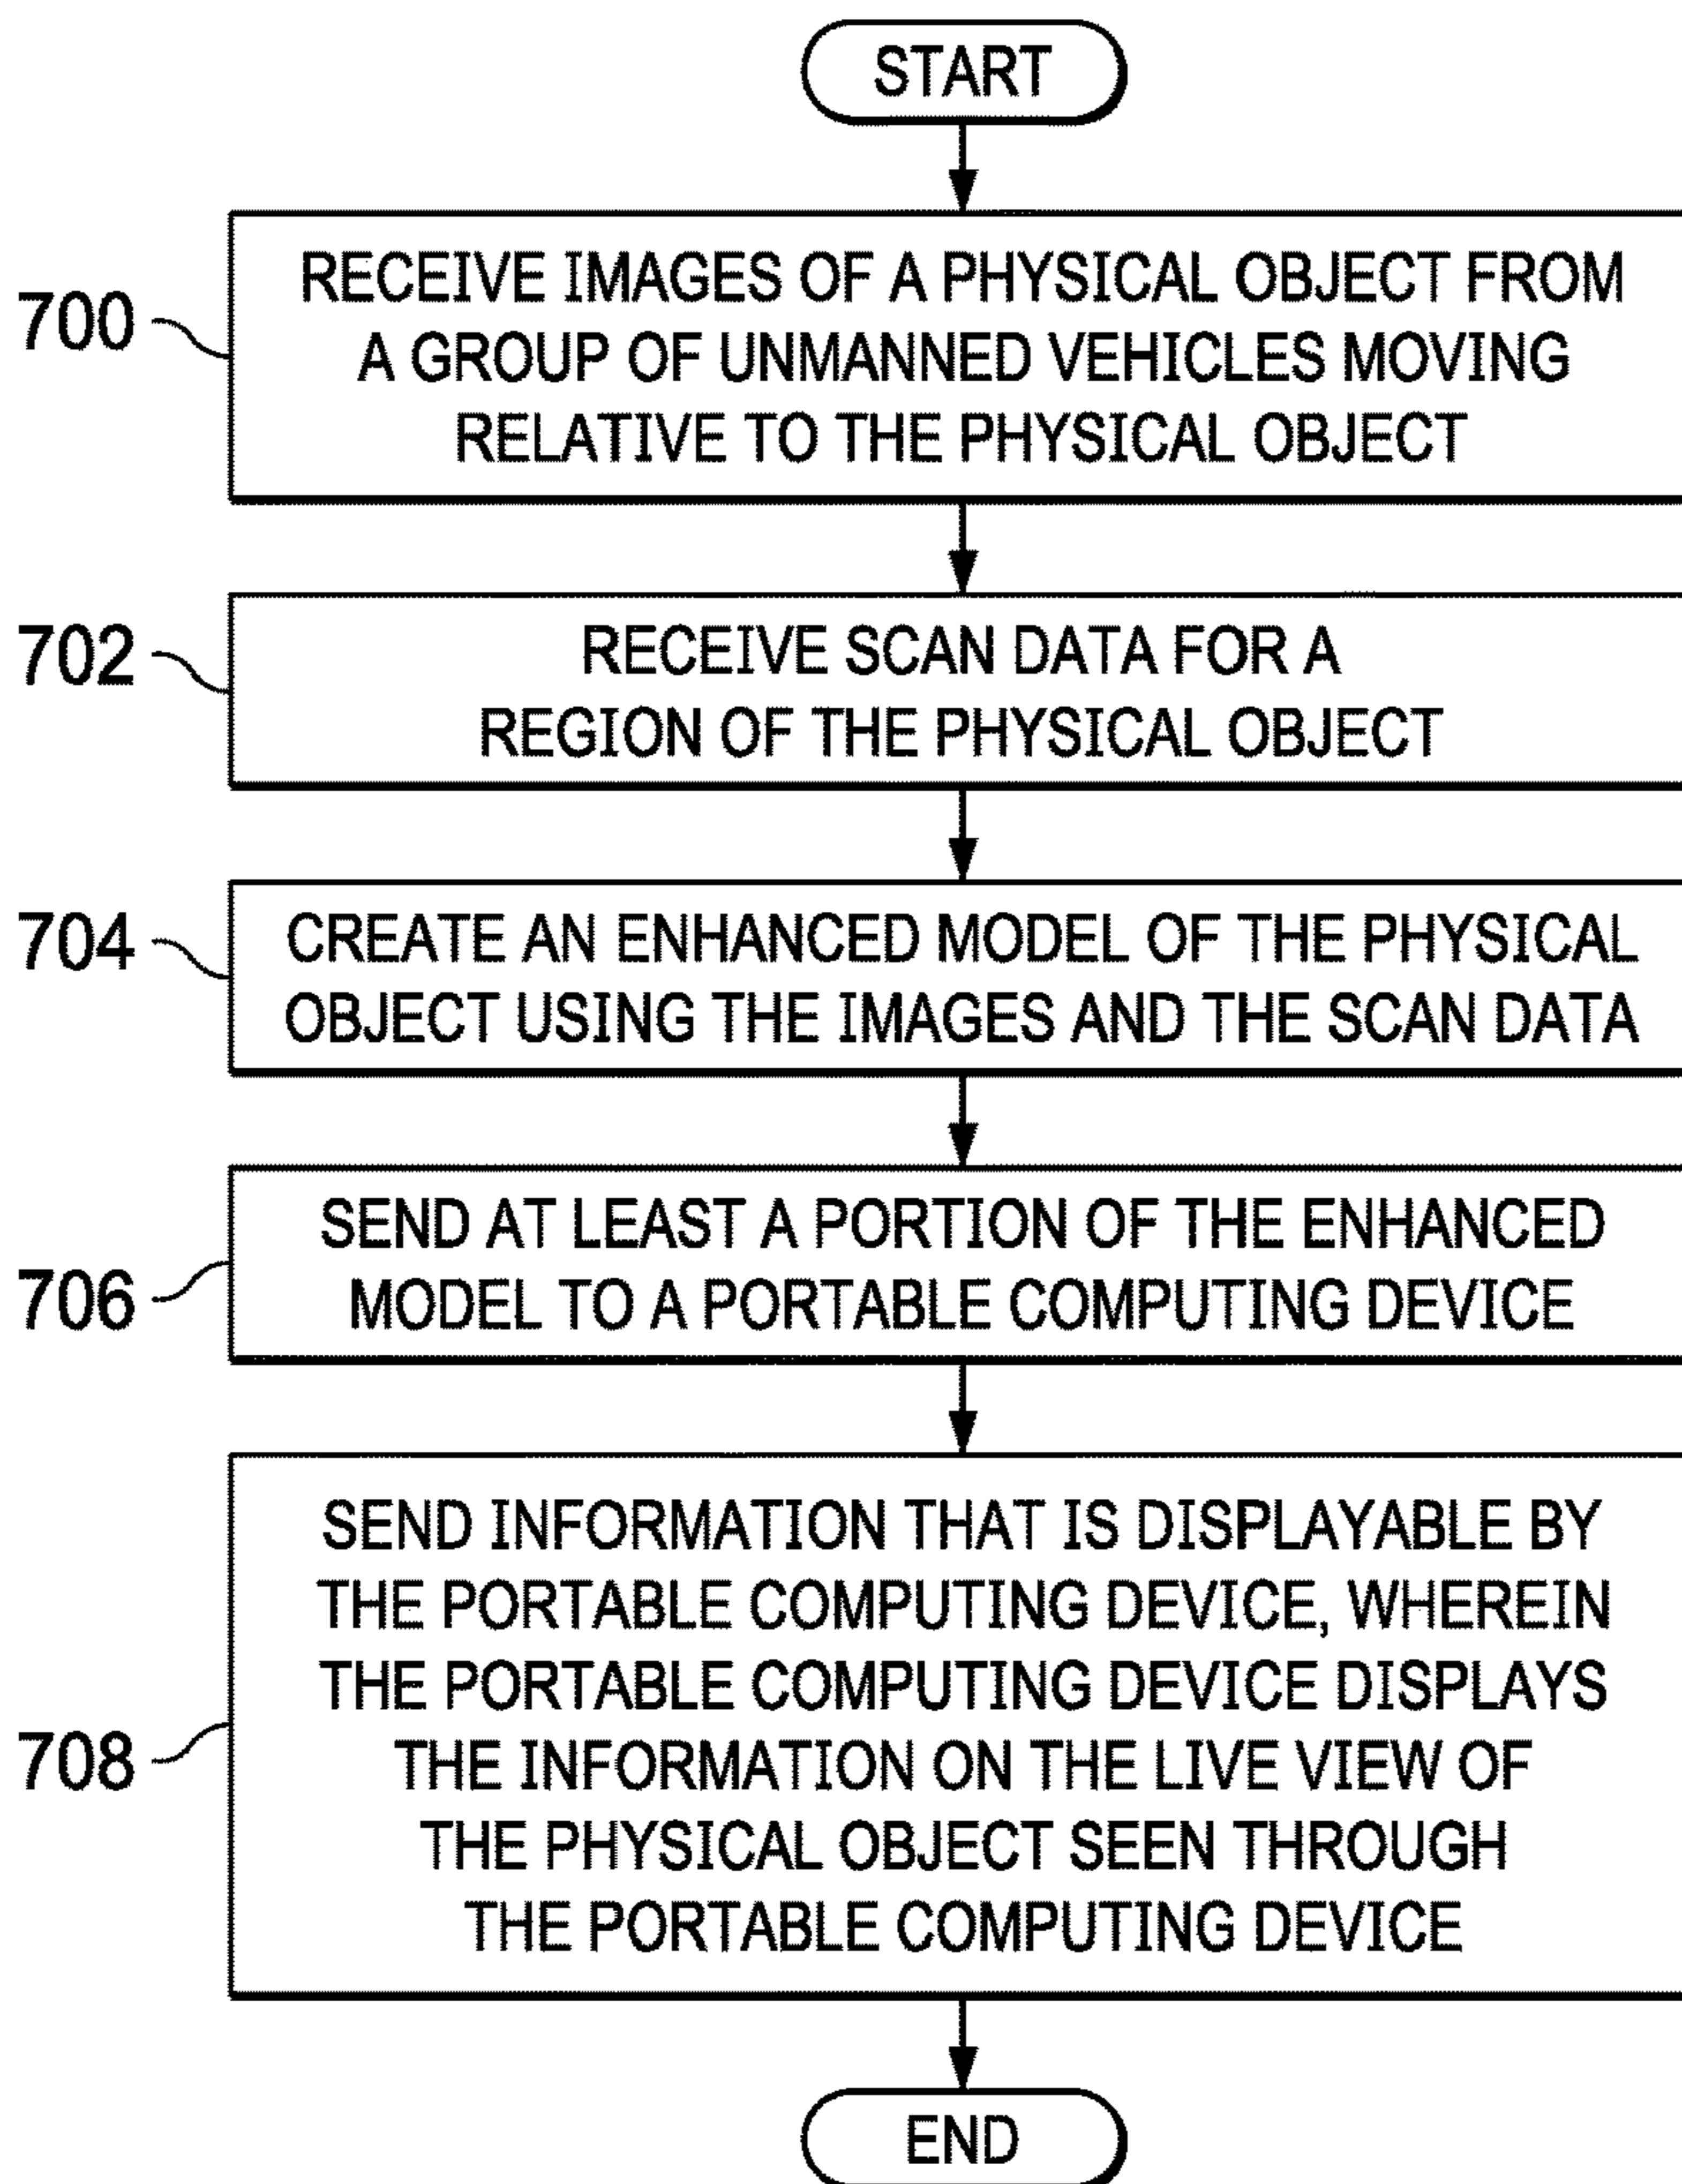 START
700
RECEIVE IMAGES OF A PHYSICAL OBJECT FROM
A GROUP OF UNMANNED VEHICLES MOVING
RELATIVE TO THE PHYSICAL OBJECT
702
RECEIVE SCAN DATA FOR A
REGION OF THE PHYSICAL OBJECT
704
CREATE AN ENHANCED MODEL OF THE PHYSICAL
OBJECT USING THE IMAGES AND THE SCAN DATA
706
SEND AT LEAST A PORTION OF THE ENHANCED
MODEL TO A PORTABLE COMPUTING DEVICE
708
SEND INFORMATION THAT IS DISPLAYABLE BY
THE PORTABLE COMPUTING DEVICE, WHEREIN
THE PORTABLE COMPUTING DEVICE DISPLAYS
THE INFORMATION ON THE LIVE VIEW OF
THE PHYSICAL OBJECT SEEN THROUGH
THE PORTABLE COMPUTING DEVICE
END